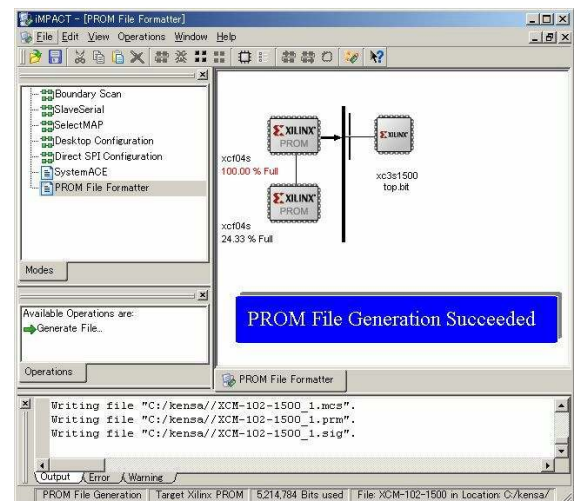 iMPACT - [PROM File Formatter]
File Edit View Operations Window Help
Boundary Scan
SlaveSerial
SelectMAP
Desktop Configuration
Direct SPI Configuration
SystemACE
PROM File Formatter
Modes
Available Operations are:
Generate File...
Operations
XILINX
PROM
xcf04s
100.00 % Full
XILINX
PROM
xcf04s
24.33 % Full
XILINX
xc3s1500
top.bit
PROM File Generation Succeeded
PROM File Formatter
Writing file "C:/kensa//XCM-102-1500_1.mcs".
Writing file "C:/kensa//XCM-102-1500_1.prm".
Writing file "C:/kensa//XCM-102-1500_1.sig".
Output Error Warning
PROM File Generation Target Xilinx PROM 5,214,784 Bits used File: XCM-102-1500 in Location: C:/kensa/